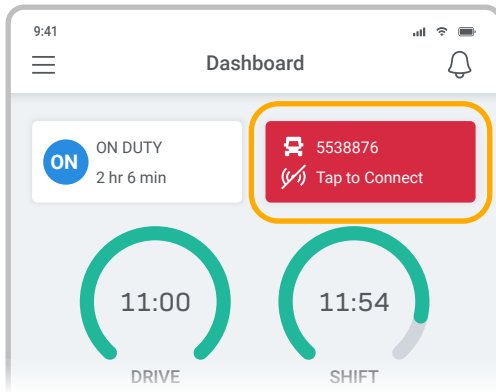 9:41
Dashboard
ON
ON DUTY
2 hr 6 min
5538876
Tap to Connect
11:00
11:54
DRIVE
SHIFT